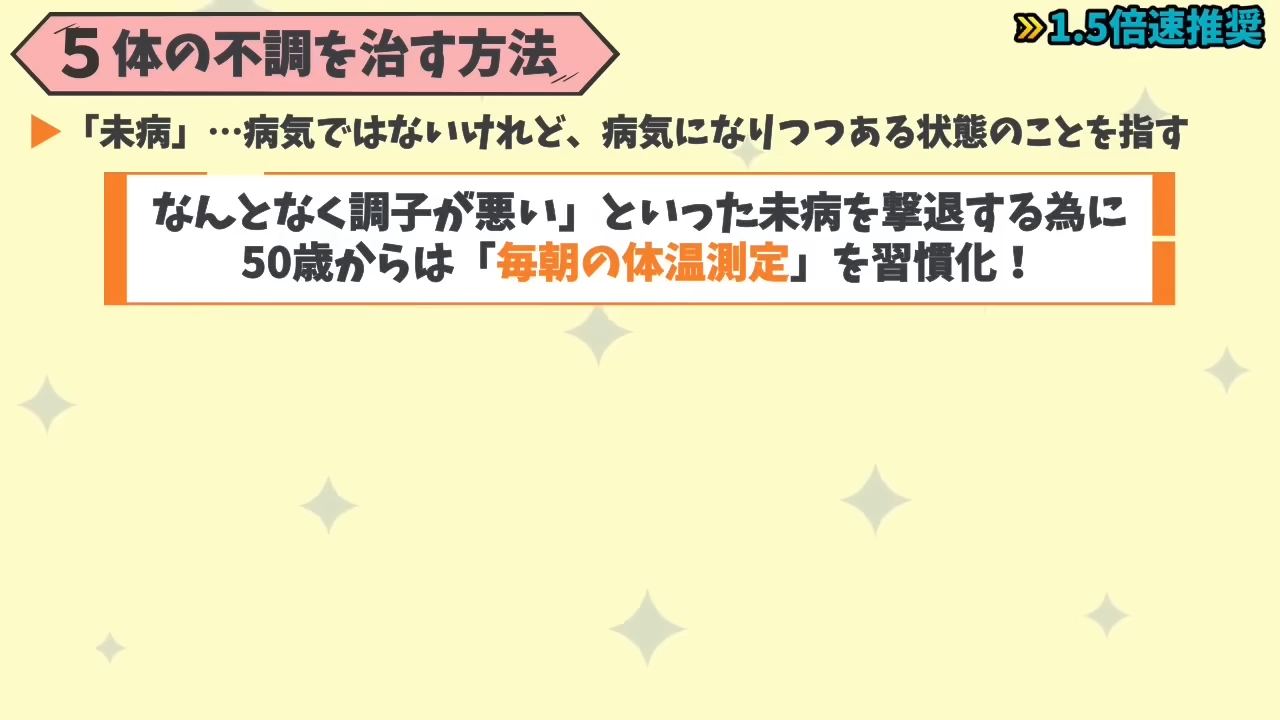 5 体の不調を治す方法
»1.5倍速推奨
▶「未病」…病気ではないけれど、病気になりつつある状態のことを指す
なんとなく調子が悪い」といった未病を撃退する為に
50歳からは「毎朝の体温測定」を習慣化！